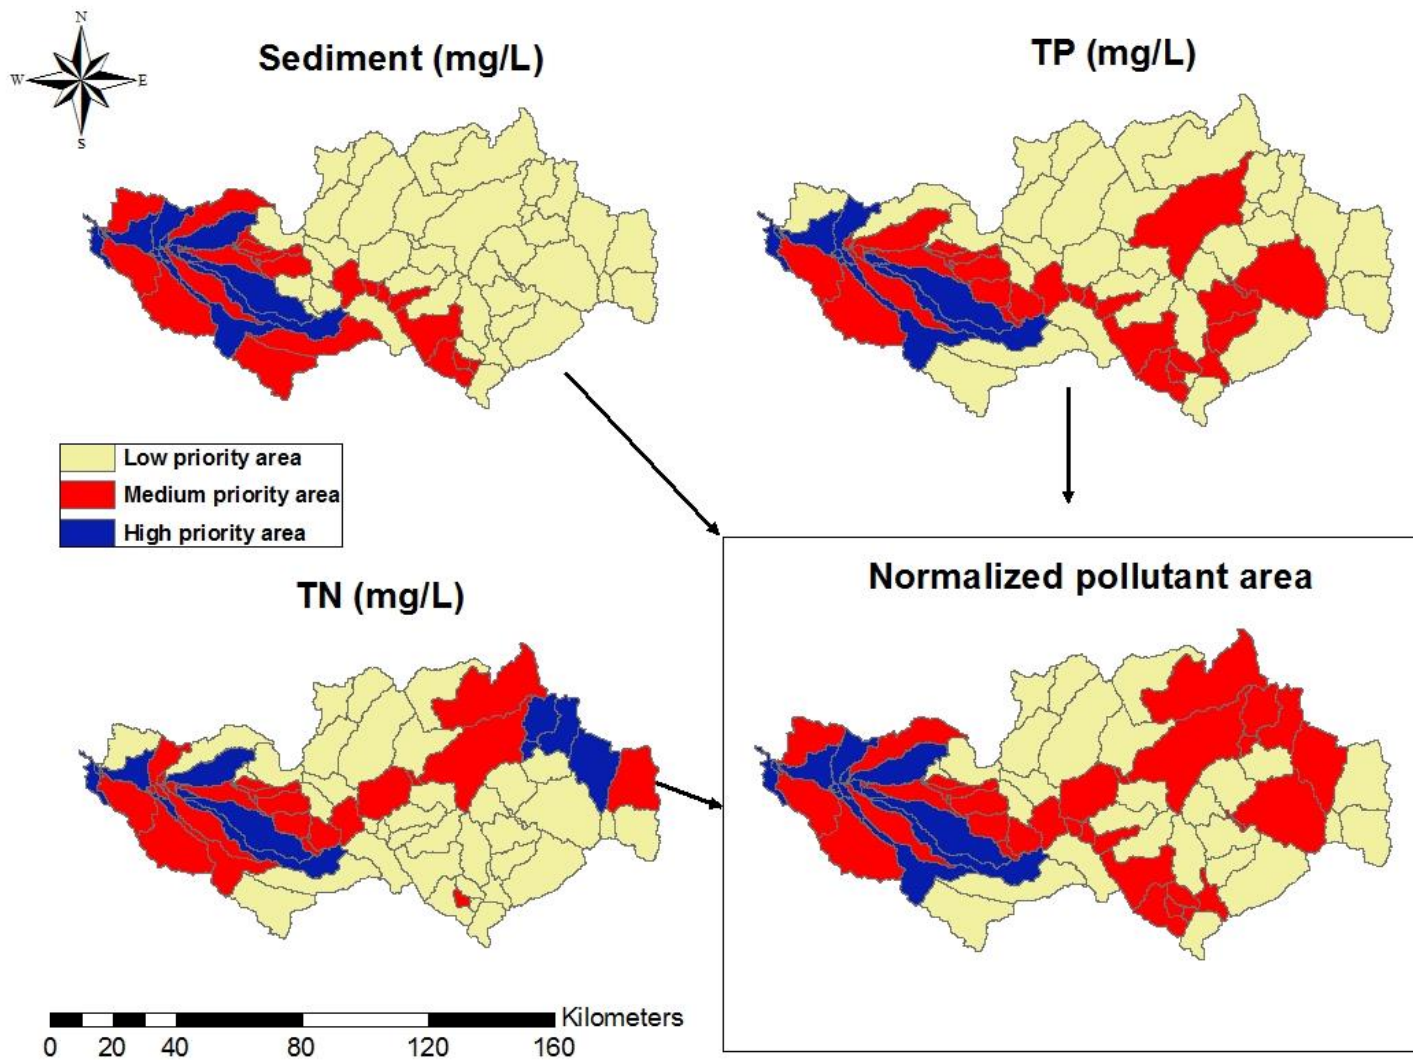 N
W E
S
Sediment (mg/L)
TP (mg/L)
Low priority area
Medium priority area
High priority area
TN (mg/L)
Normalized pollutant area
Kilometers
0 20 40 80 120 160